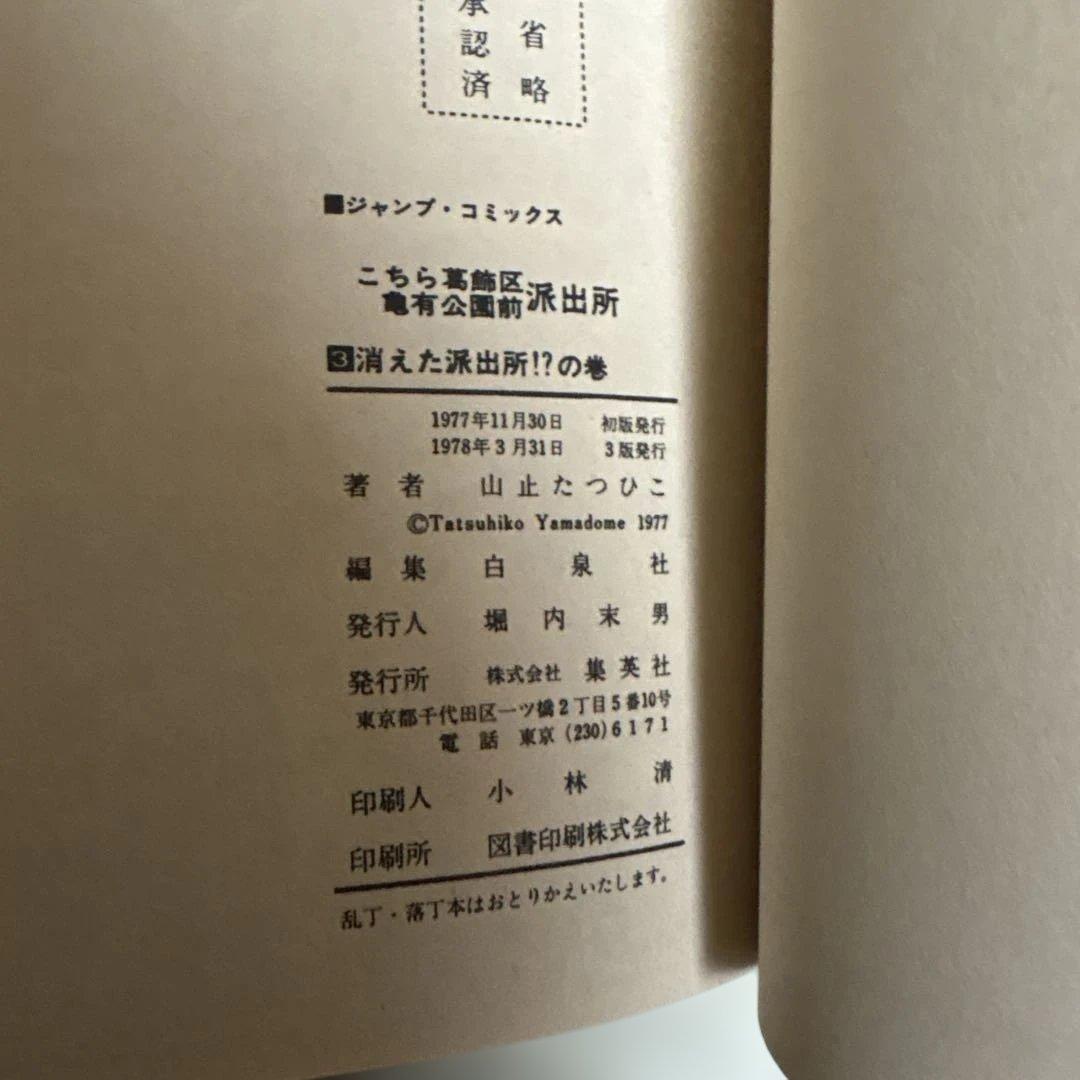 省略
承認済
■ジャンプ・コミックス
こちら葛飾区
亀有公園前派出所
3消えた派出所!?の巻
1977年11月30日 初版発行
1978年3月31日 3版発行
著者 山止たつひこ
©Tatsuhiko Yamadome 1977
編集 白泉社
発行人 堀内末男
発行所 株式会社 集英社
東京都千代田区一ツ橋2丁目5番10号
電話 東京 (230)6171
印刷人 小林清
印刷所 図書印刷株式会社
乱丁・落丁本はおとりかえいたします。